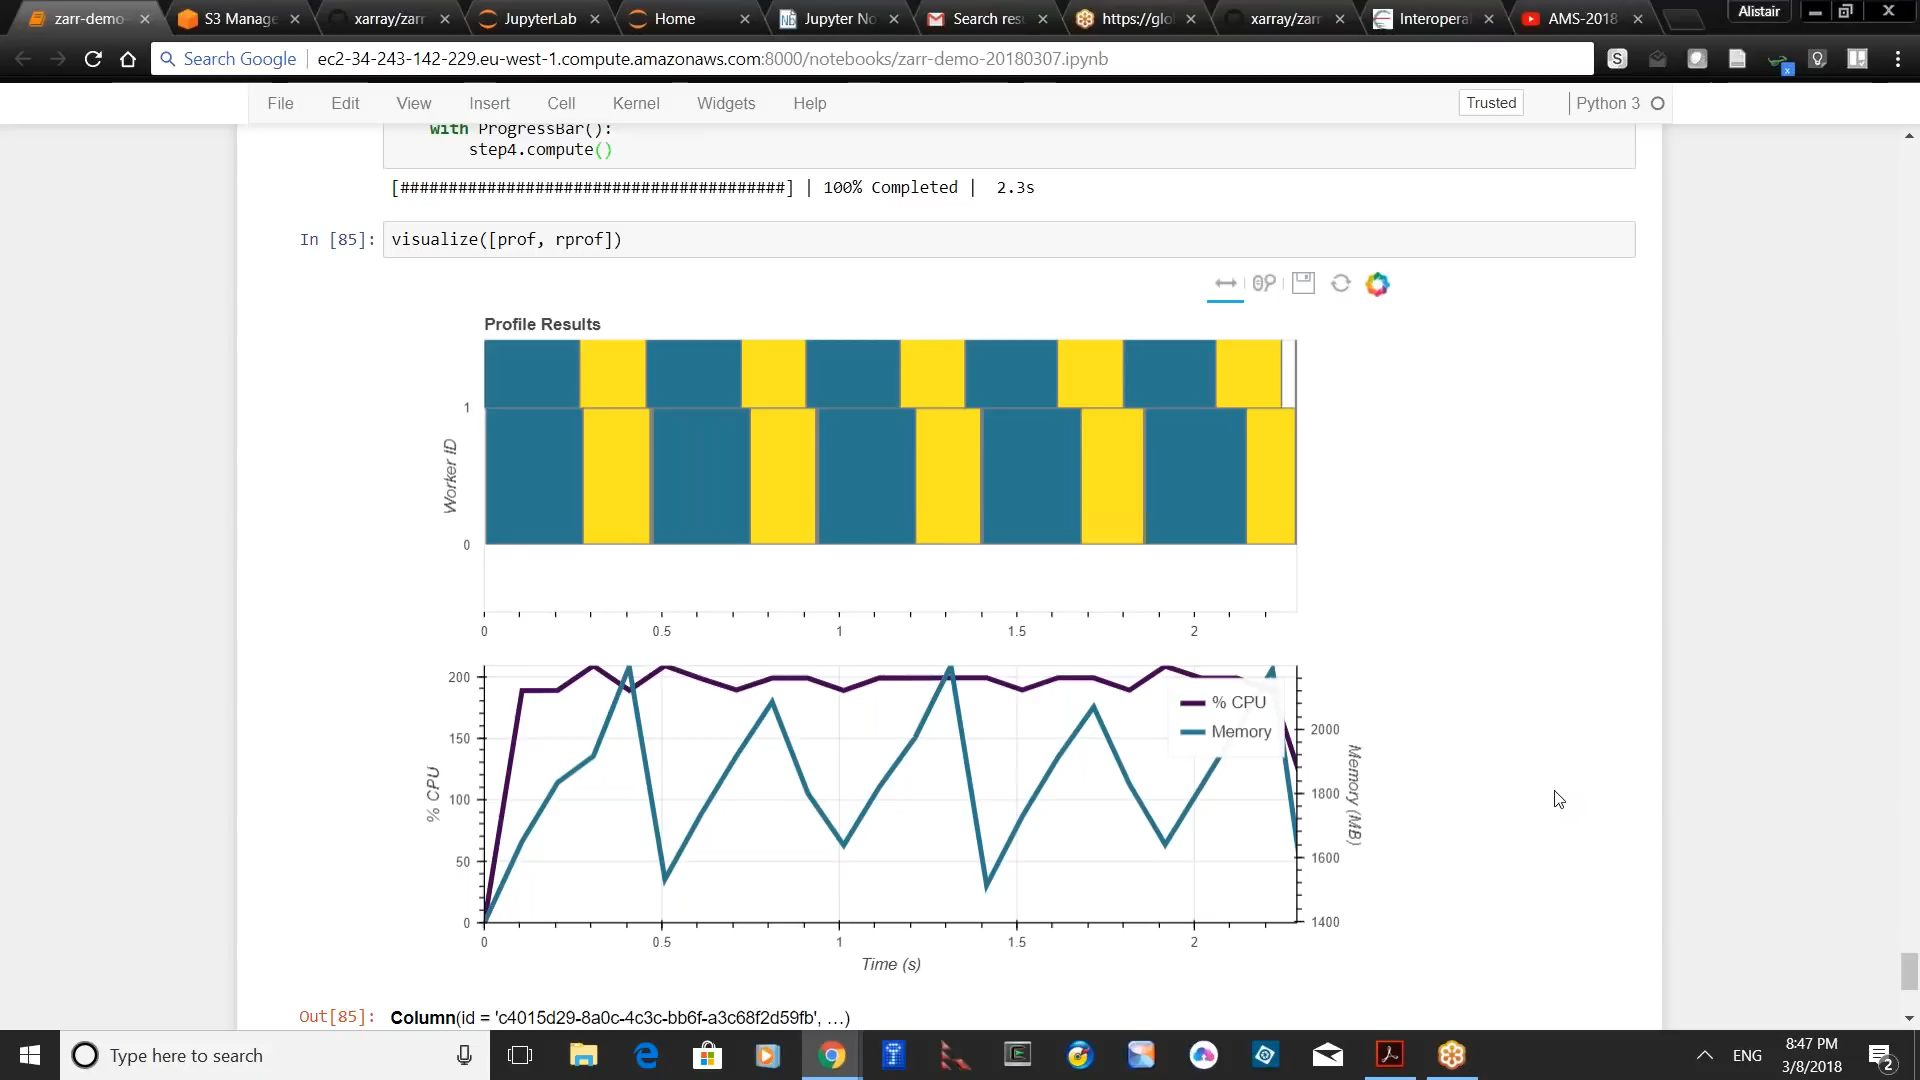 zarr-demo
S3 Manage
xarray/zarr
JupyterLab
Home
Jupyter No
Search res
https://glo
xarray/zarr
Interopera
AMS-2018
Alistair
Search Google
ec2-34-243-142-229.eu-west-1.compute.amazonaws.com:8000/notebooks/zarr-demo-20180307.ipynb
File Edit View Insert Cell Kernel Widgets Help
Trusted
Python 3
with ProgressBar():
step4.compute()
[########################################] | 100% Completed | 2.3s
In [85]:
visualize([prof, rprof])
Profile Results
1
0
Worker ID
0 0.5 1 1.5 2
200
150
100
50
0
% CPU
% CPU
Memory
2000
1800
1600
1400
Memory (MB)
0 0.5 1 1.5 2
Time (s)
Out[85]:
Column(id = 'c4015d29-8a0c-4c3c-bb6f-a3c68f2d59fb', …)
Type here to search
ENG
8:47 PM
3/8/2018
2